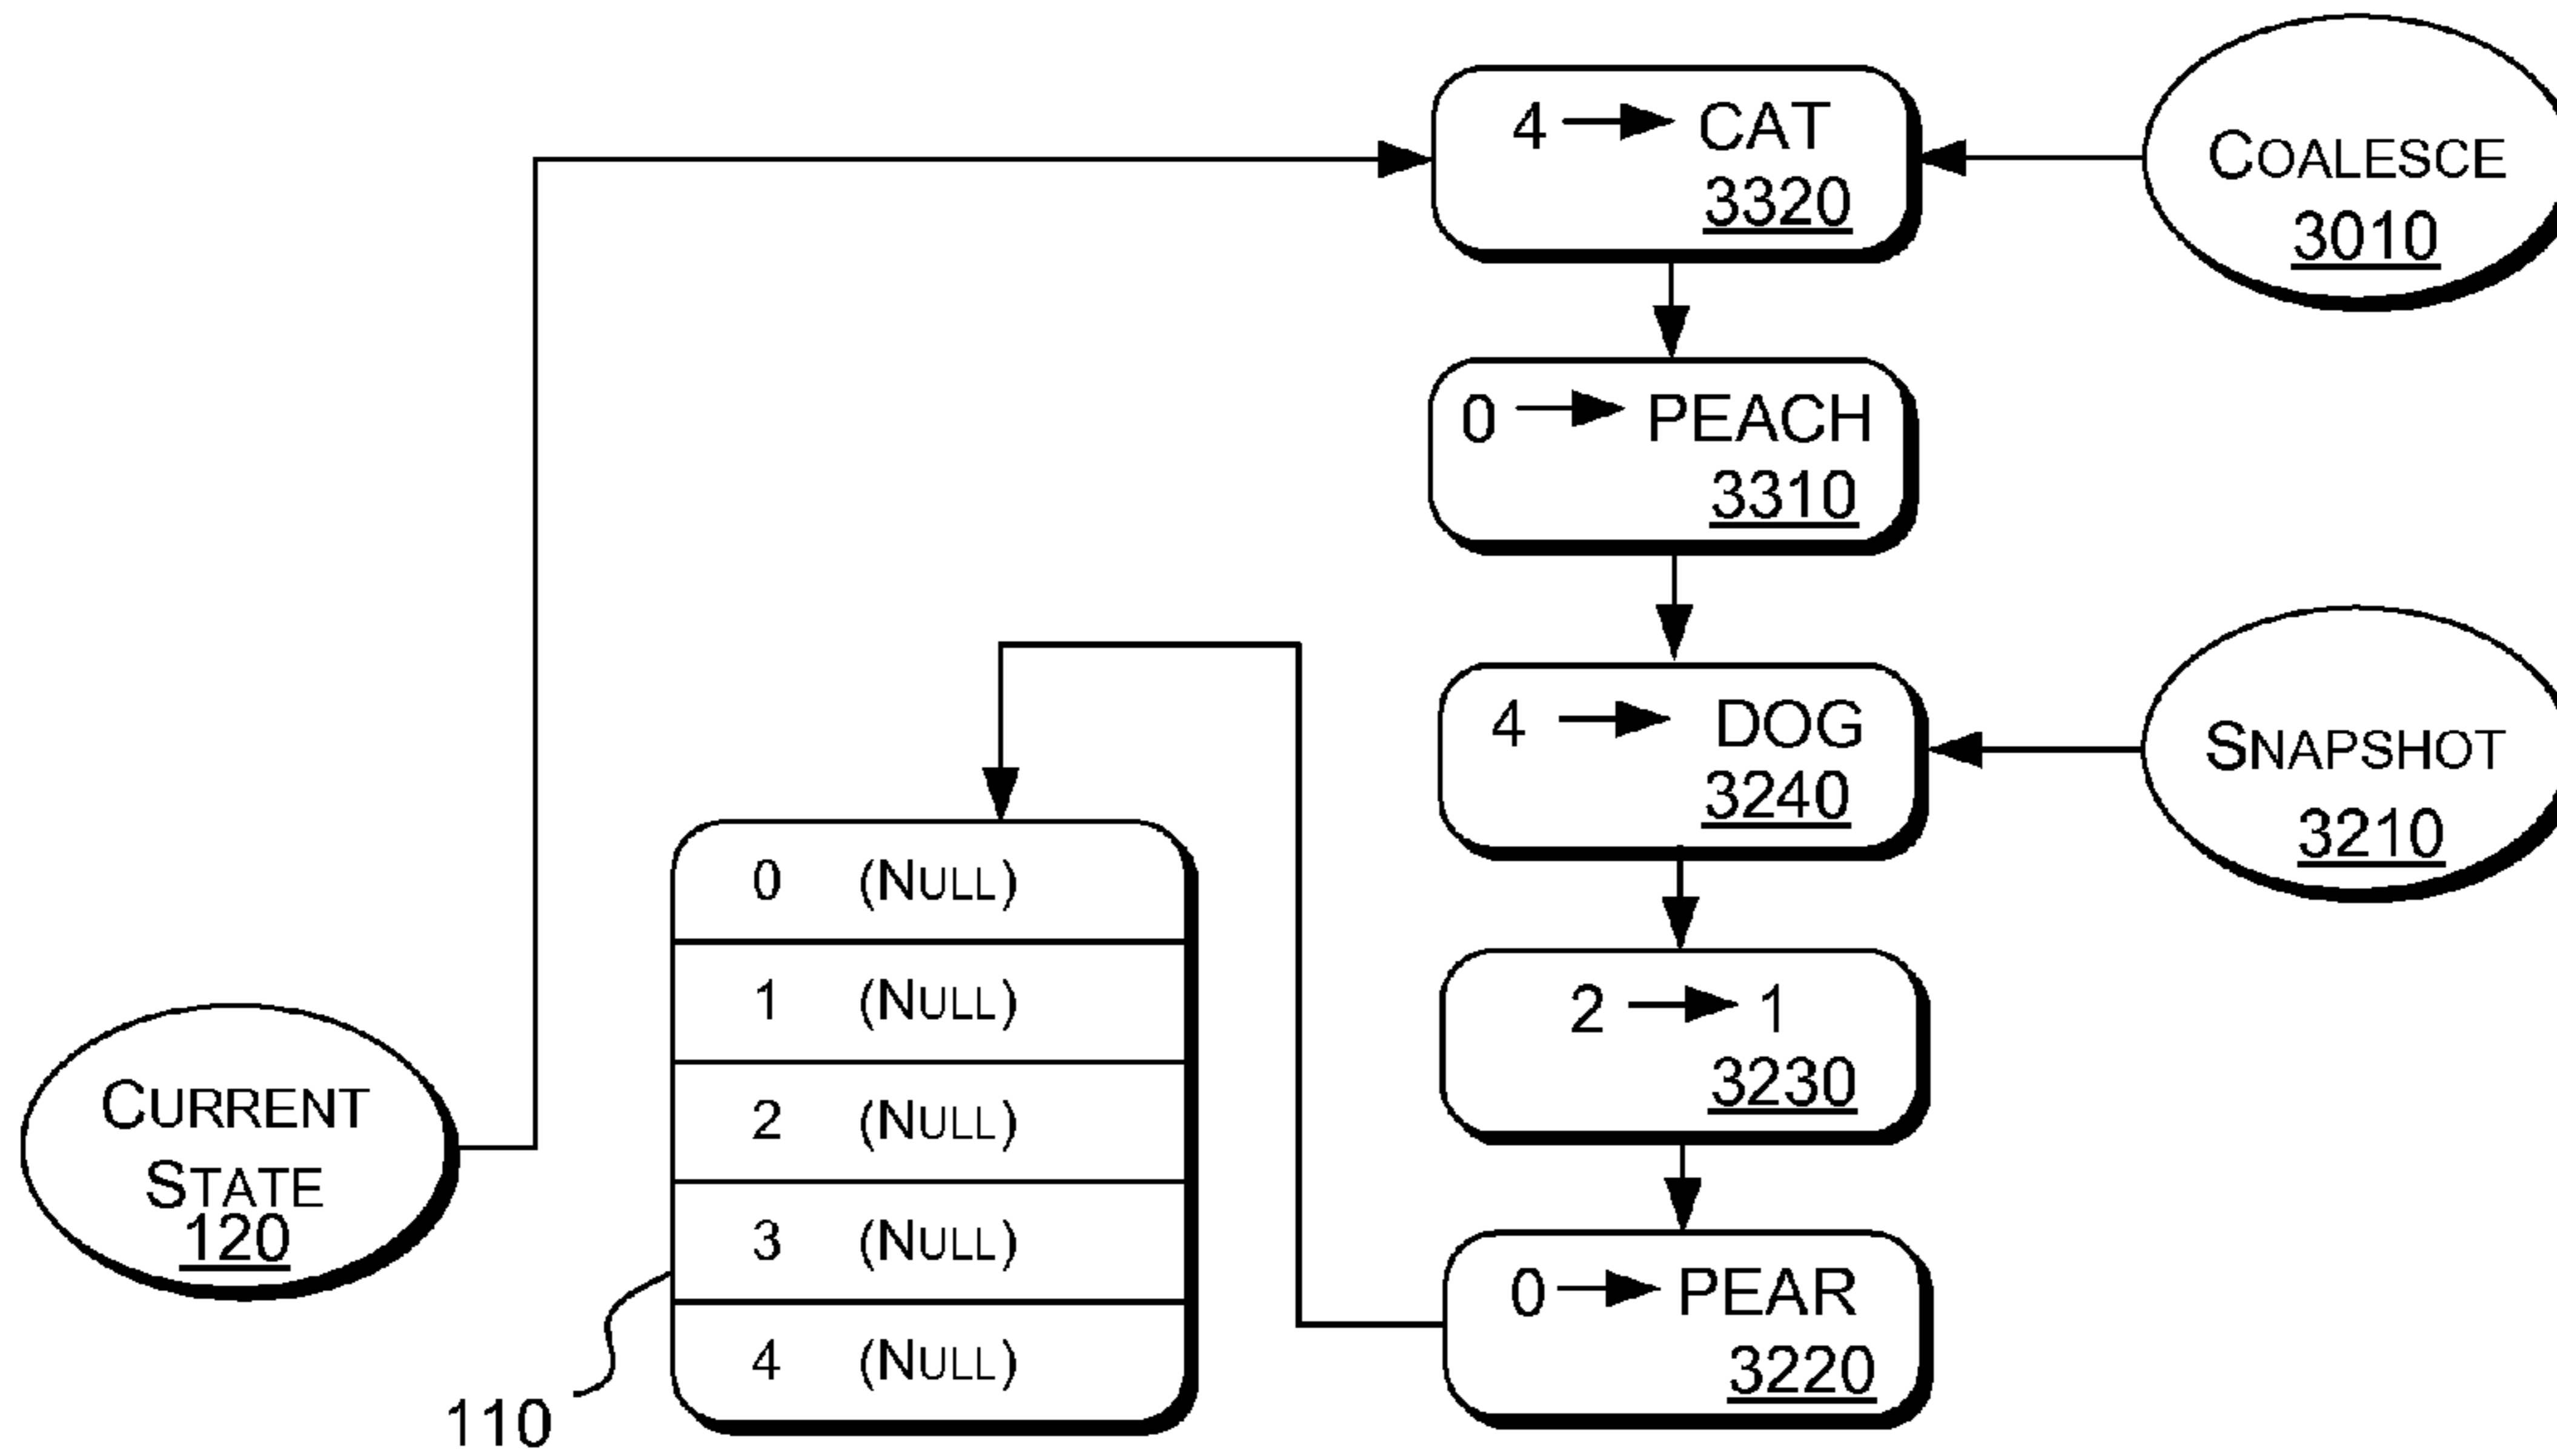 4 → CAT
3320
COALESCE
3010
0 → PEACH
3310
4 → DOG
3240
SNAPSHOT
3210
0 (NULL)
1 (NULL)
2 (NULL)
3 (NULL)
4 (NULL)
110
2 → 1
3230
0 → PEAR
3220
CURRENT
STATE
120